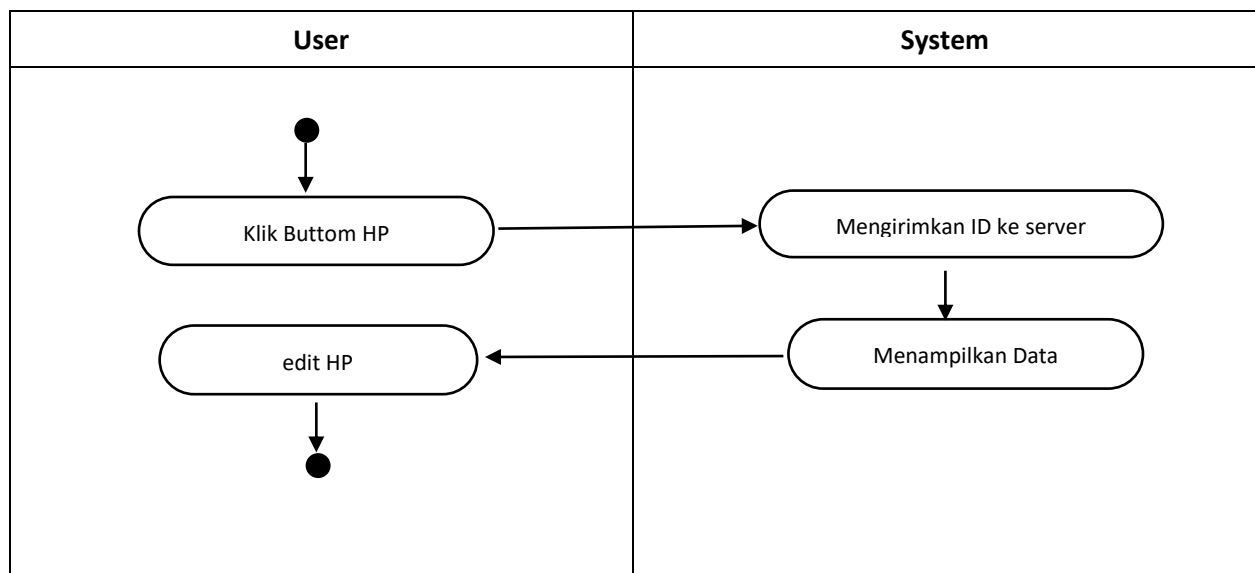 User
System
Klik Buttom HP
Mengirimkan ID ke server
edit HP
Menampilkan Data